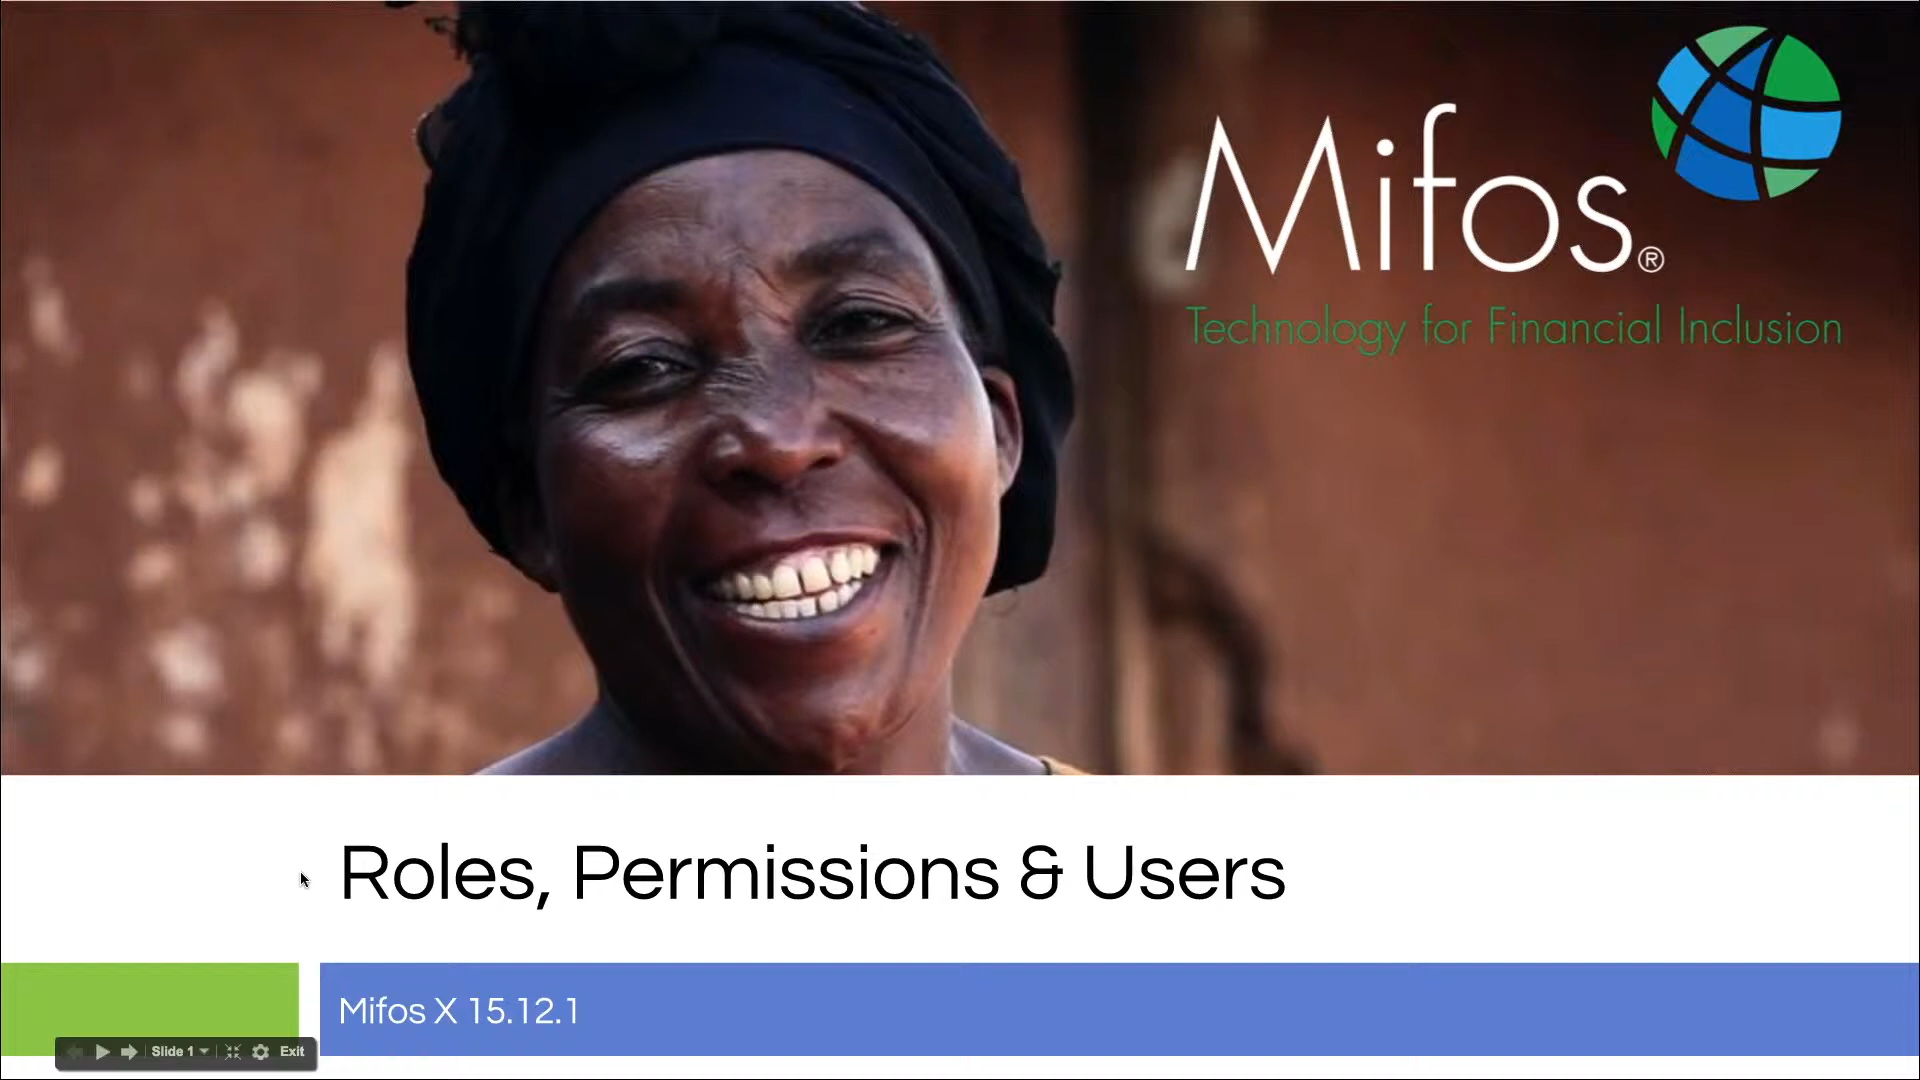 Mifos®
Technology for Financial Inclusion
Roles, Permissions & Users
Mifos X 15.12.1
Slide 1
Exit